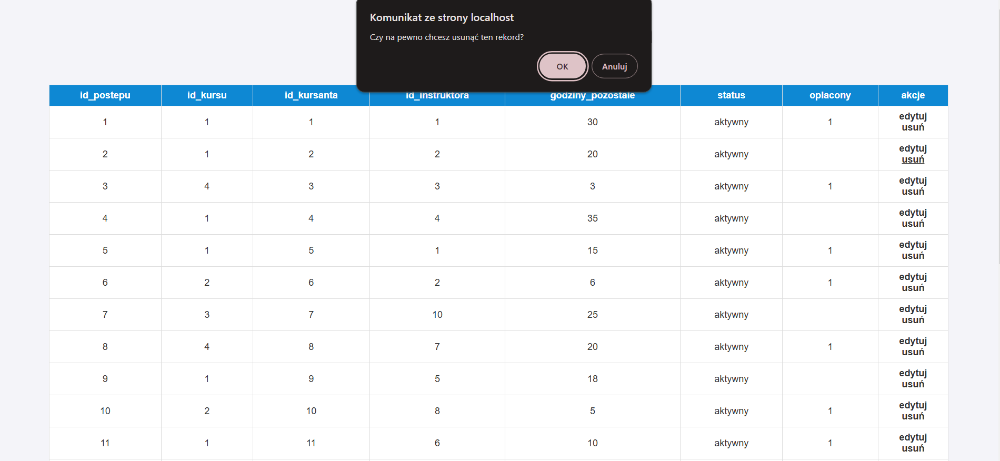 Komunikat ze strony localhost
Czy na pewno chcesz usunąć ten rekord?
OK Anuluj
id_postepu id_kursu id_kursanta id_instruktora godziny_pozostale status oplacony akcje
1 1 1 1 30 aktywny 1 edytuj
usuń
2 1 2 2 20 aktywny edytuj
usuń
3 4 3 3 3 aktywny 1 edytuj
usuń
4 1 4 4 35 aktywny edytuj
usuń
5 1 5 1 15 aktywny 1 edytuj
usuń
6 2 6 2 6 aktywny 1 edytuj
usuń
7 3 7 10 25 aktywny edytuj
usuń
8 4 8 7 20 aktywny 1 edytuj
usuń
9 1 9 5 18 aktywny edytuj
usuń
10 2 10 8 5 aktywny 1 edytuj
usuń
11 1 11 6 10 aktywny 1 edytuj
usuń